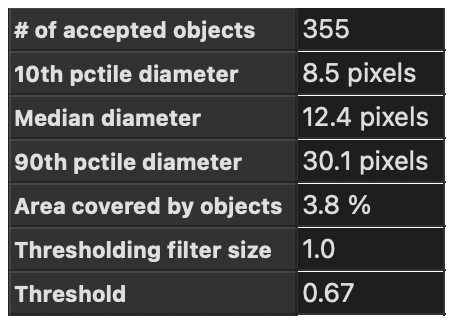 # of accepted objects 355
10th pctile diameter 8.5 pixels
Median diameter 12.4 pixels
90th pctile diameter 30.1 pixels
Area covered by objects 3.8 %
Thresholding filter size 1.0
Threshold 0.67